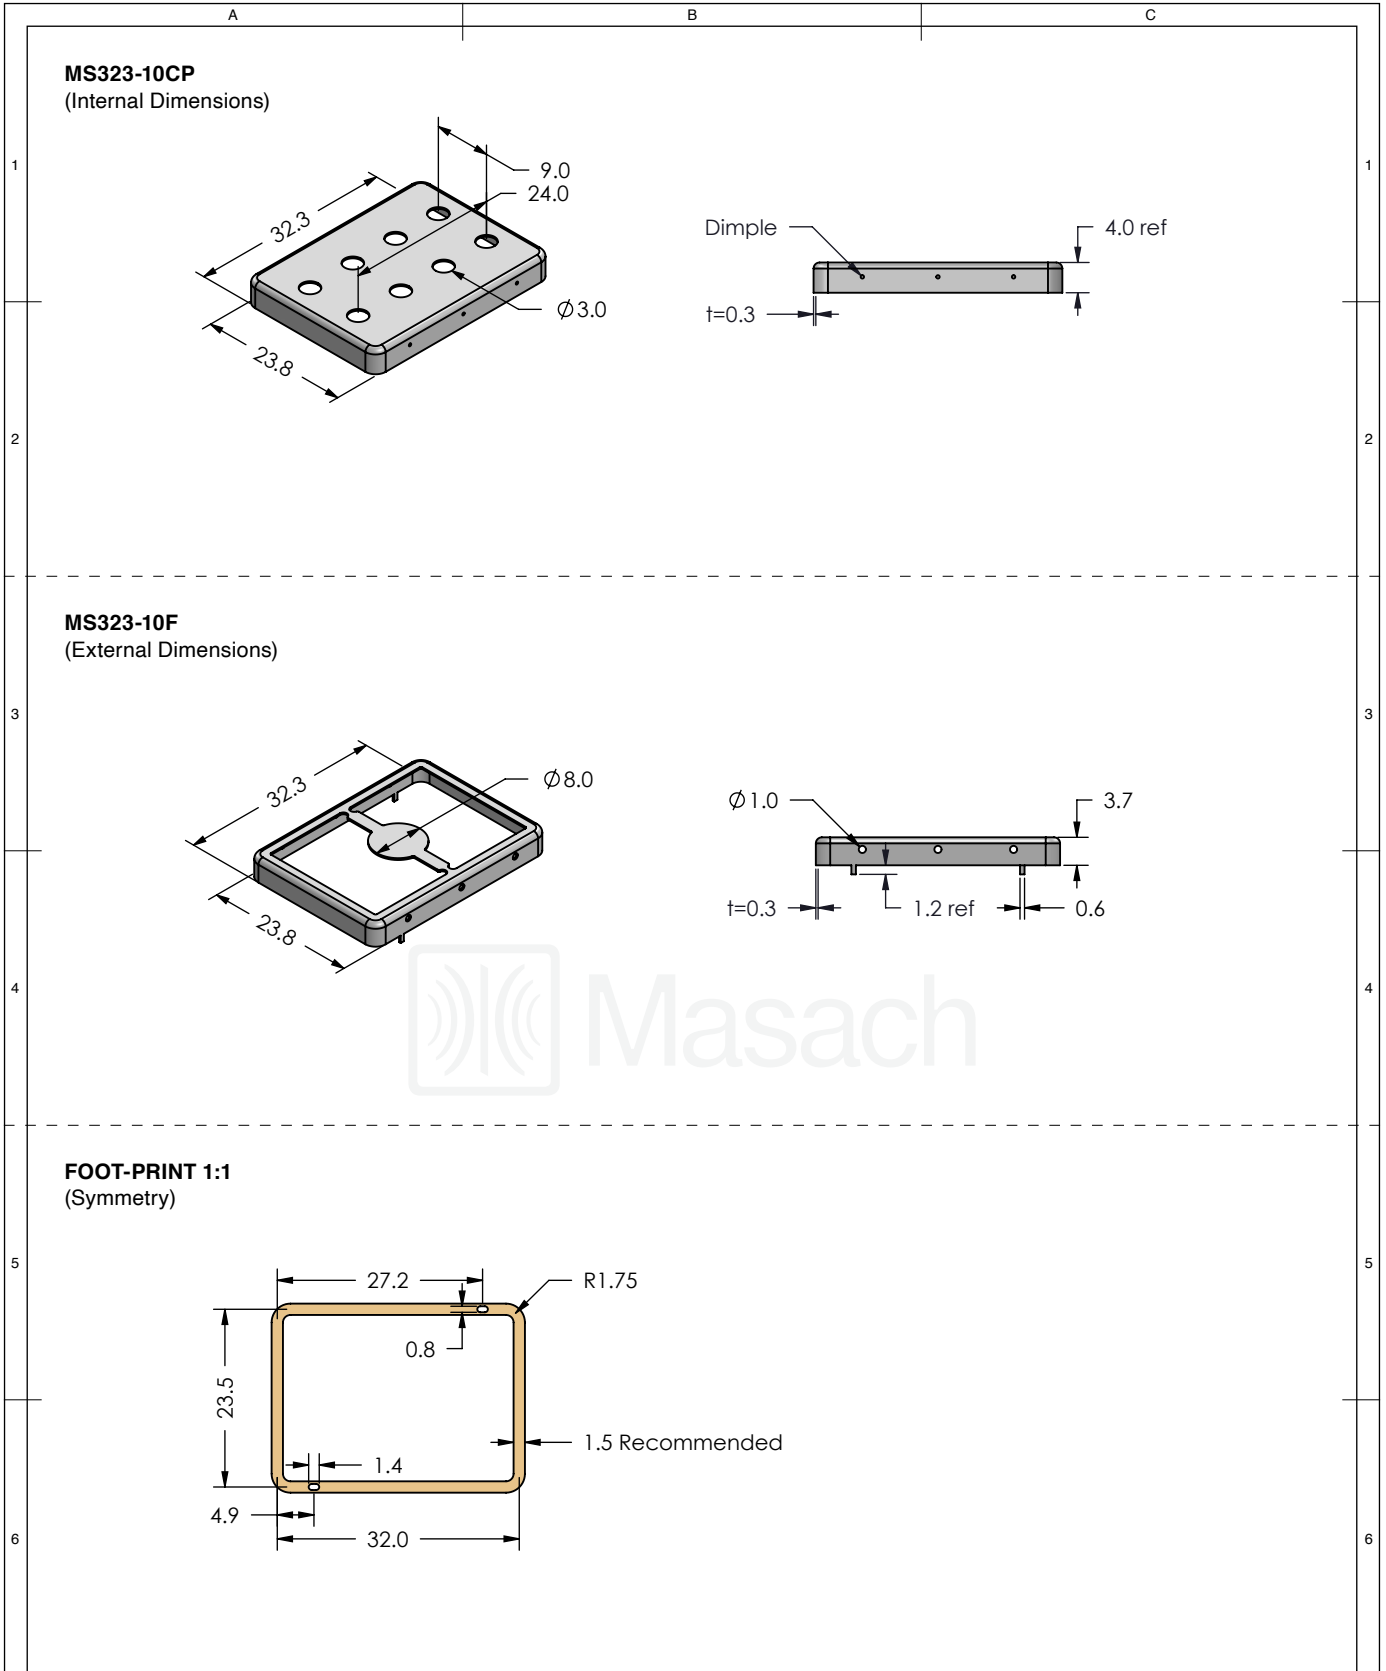 A B C
MS323-10CP
(Internal Dimensions)
1 1
9.0
24.0
32.3
Dimple
4.0 ref
Ø3.0
t=0.3
23.8
2 2
MS323-10F
(External Dimensions)
3 3
32.3
Ø8.0
Ø1.0
3.7
t=0.3
1.2 ref
0.6
23.8
Masach
4 4
FOOT-PRINT 1:1
(Symmetry)
5 5
27.2
R1.75
0.8
23.5
1.5 Recommended
1.4
4.9
32.0
6 6